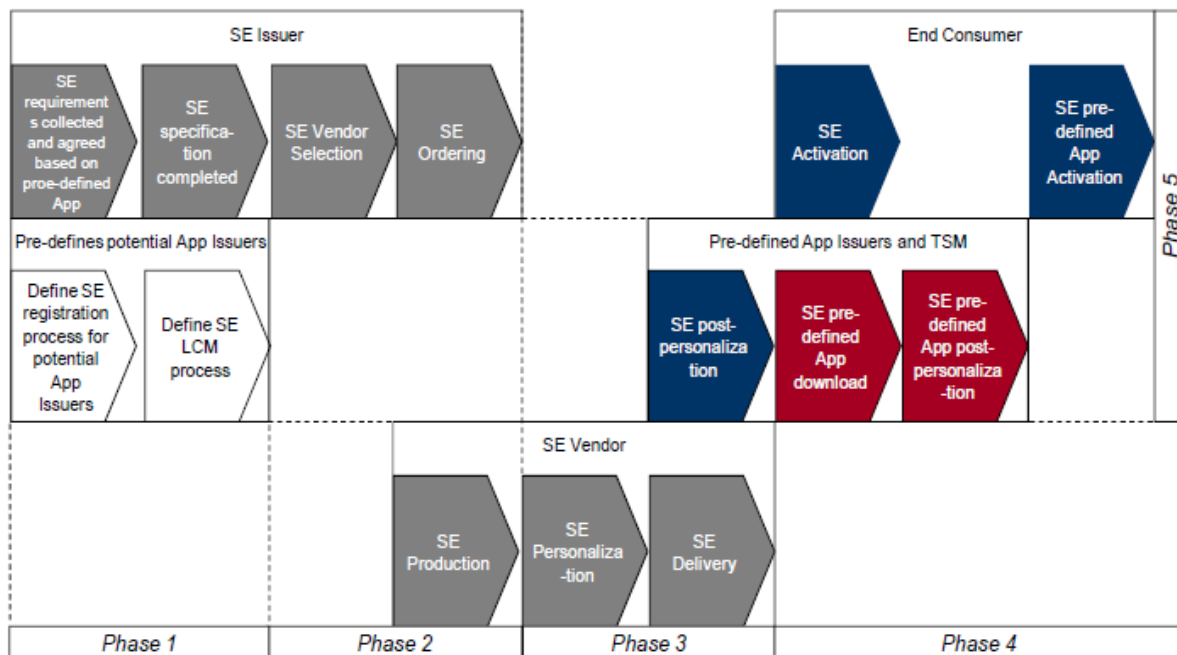 SE Issuer
End Consumer
SE
requirement
s collected
and agreed
based on
proe-defined
App
SE
specifica-
tion
completed
SE Vendor
Selection
SE
Ordering
SE
Activation
SE pre-
defined
App
Activation
Phase 5
Pre-defines potential App Issuers
Pre-defined App Issuers and TSM
Define SE
registration
process for
potential
App
Issuers
Define SE
LCM
process
SE post-
personaliza
tion
SE pre-
defined
App
download
SE pre-
defined
App post-
personaliza
-tion
SE Vendor
SE
Production
SE
Personaliza
-tion
SE
Delivery
Phase 1
Phase 2
Phase 3
Phase 4